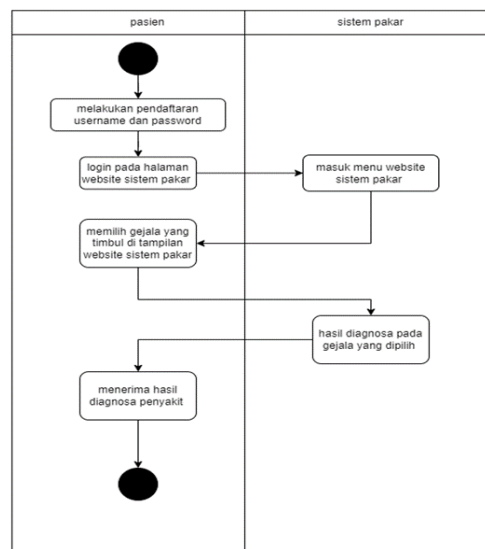 pasien
sistem pakar
melakukan pendaftaran
username dan password
login pada halaman
website sistem pakar
masuk menu website
sistem pakar
memilih gejala yang
timbul di tampilan
website sistem pakar
hasil diagnosa pada
gejala yang dipilih
menerima hasil
diagnosa penyakit